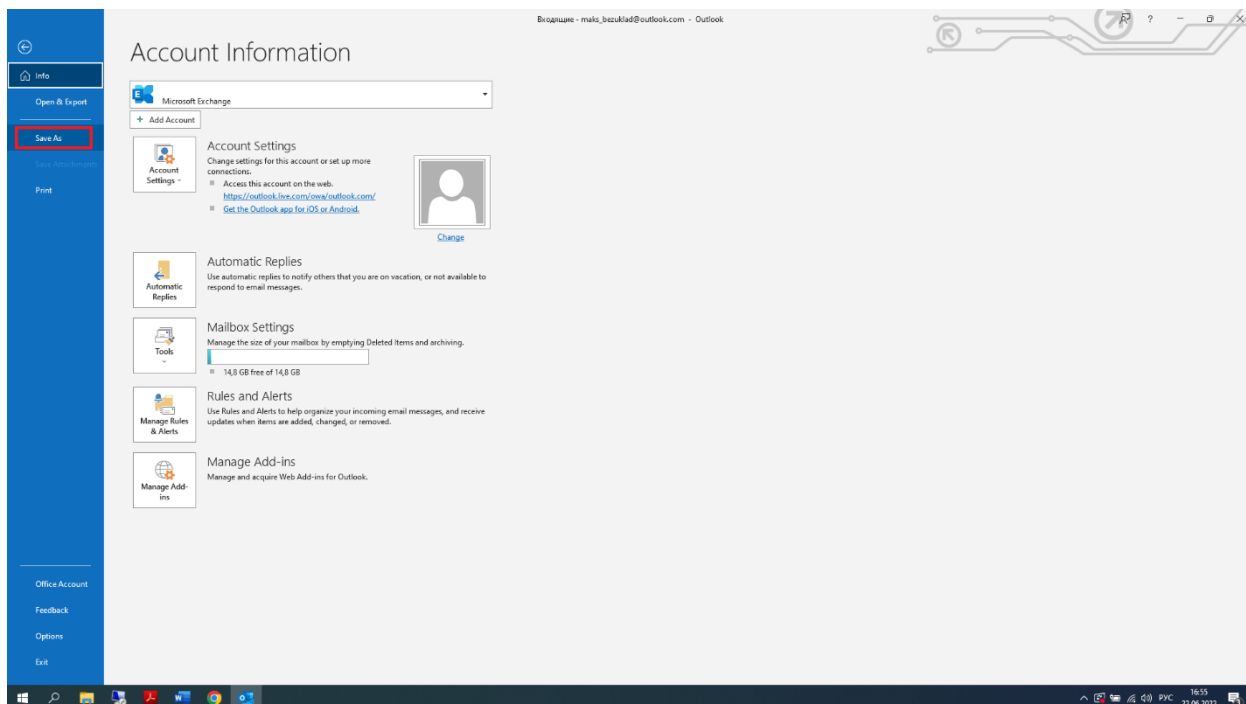 Входящие - maks_bezuklad@outlook.com - Outlook
?
Account Information
Info
Open & Export
Save As
Save Attachments
Print
Microsoft Exchange
+ Add Account
Account Settings
Account Settings
Change settings for this account or set up more
connections.
Access this account on the web.
https://outlook.live.com/owa/outlook.com/
Get the Outlook app for iOS or Android.
Change
Automatic
Replies
Automatic Replies
Use automatic replies to notify others that you are on vacation, or not available to
respond to email messages.
Tools
Mailbox Settings
Manage the size of your mailbox by emptying Deleted Items and archiving.
14,8 GB free of 14,8 GB
Manage Rules
& Alerts
Rules and Alerts
Use Rules and Alerts to help organize your incoming email messages, and receive
updates when items are added, changed, or removed.
Manage Add-
ins
Manage Add-ins
Manage and acquire Web Add-ins for Outlook.
Office Account
Feedback
Options
Exit
РУС
16:55
22.06.2022